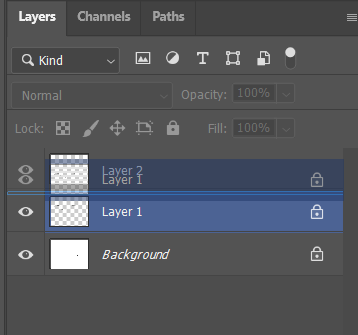 Layers Channels Paths
Kind
Normal Opacity: 100%
Lock: Fill: 100%
Layer 2
Layer 1
Layer 1
Background